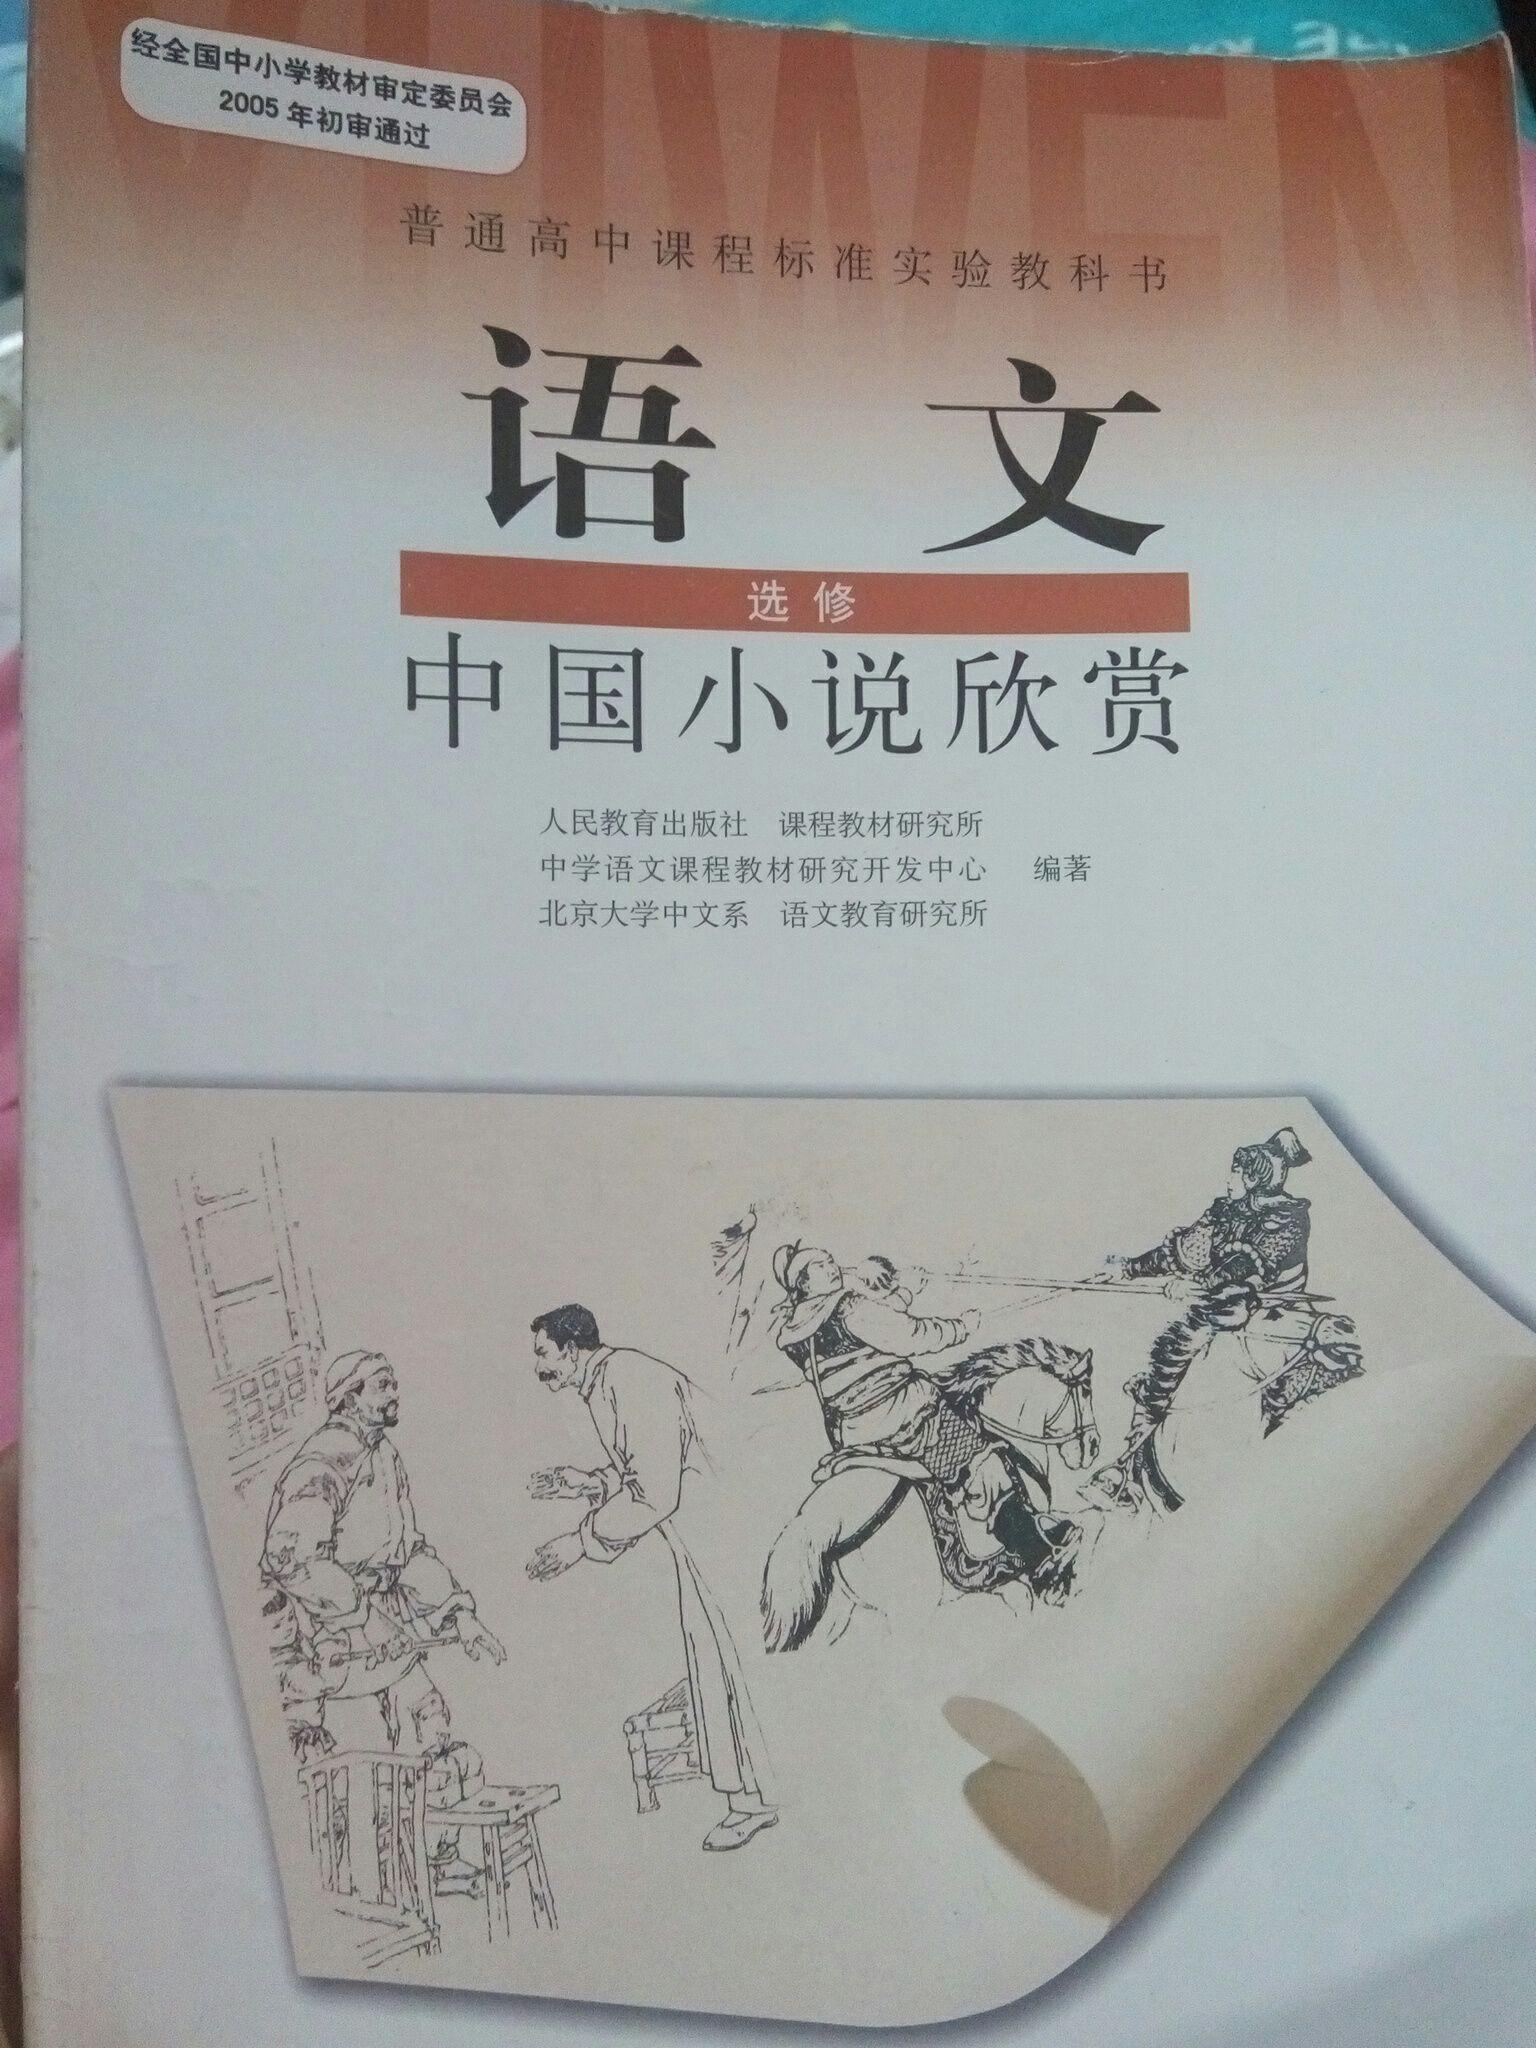 经全国中小学教材审定委员会
2005年初审通过
YUWEN
普通高中课程标准实验教科书
语文
选修
中国小说欣赏
人民教育出版社 课程教材研究所
中学语文课程教材研究开发中心 编著
北京大学中文系 语文教育研究所